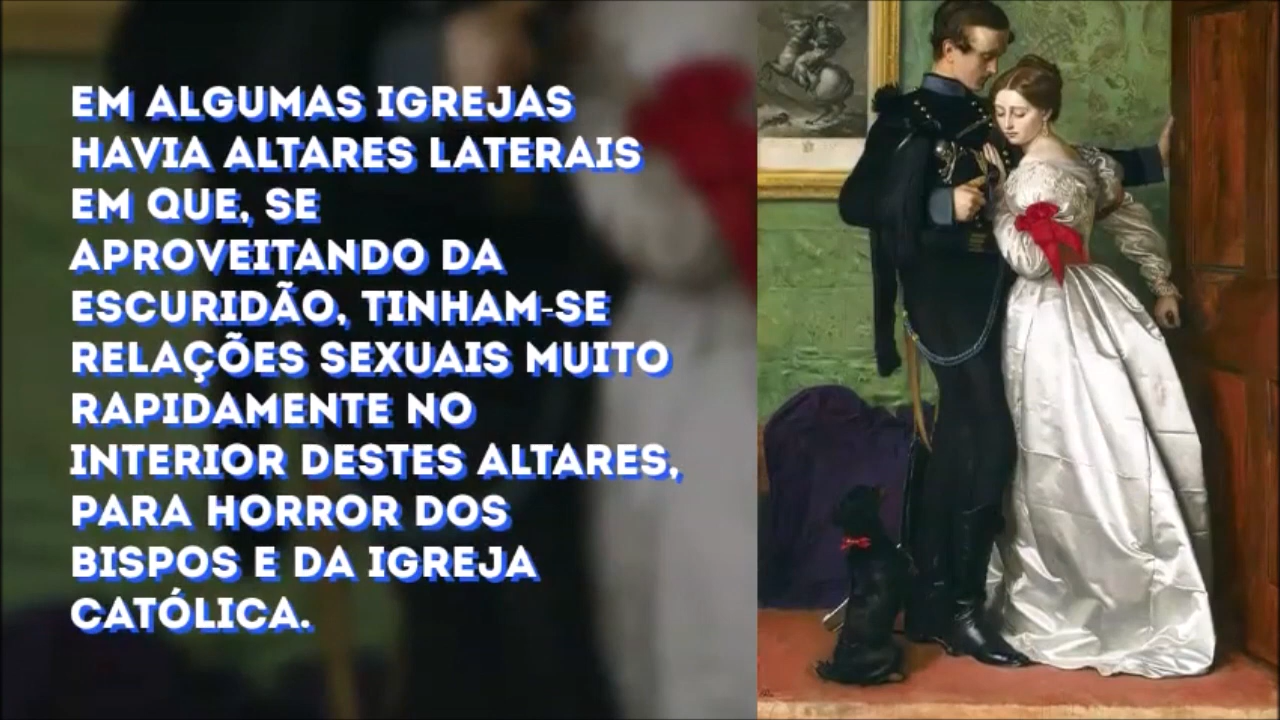 EM ALGUMAS IGREJAS
HAVIA ALTARES LATERAIS
EM QUE, SE
APROVEITANDO DA
ESCURIDÃO, TINHAM-SE
RELAÇÕES SEXUAIS MUITO
RAPIDAMENTE NO
INTERIOR DESTES ALTARES,
PARA HORROR DOS
BISPOS E DA IGREJA
CATÓLICA.